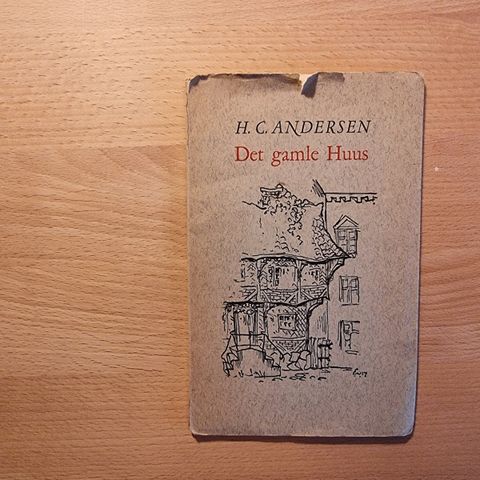 H. C. ANDERSEN
Det gamle Huus